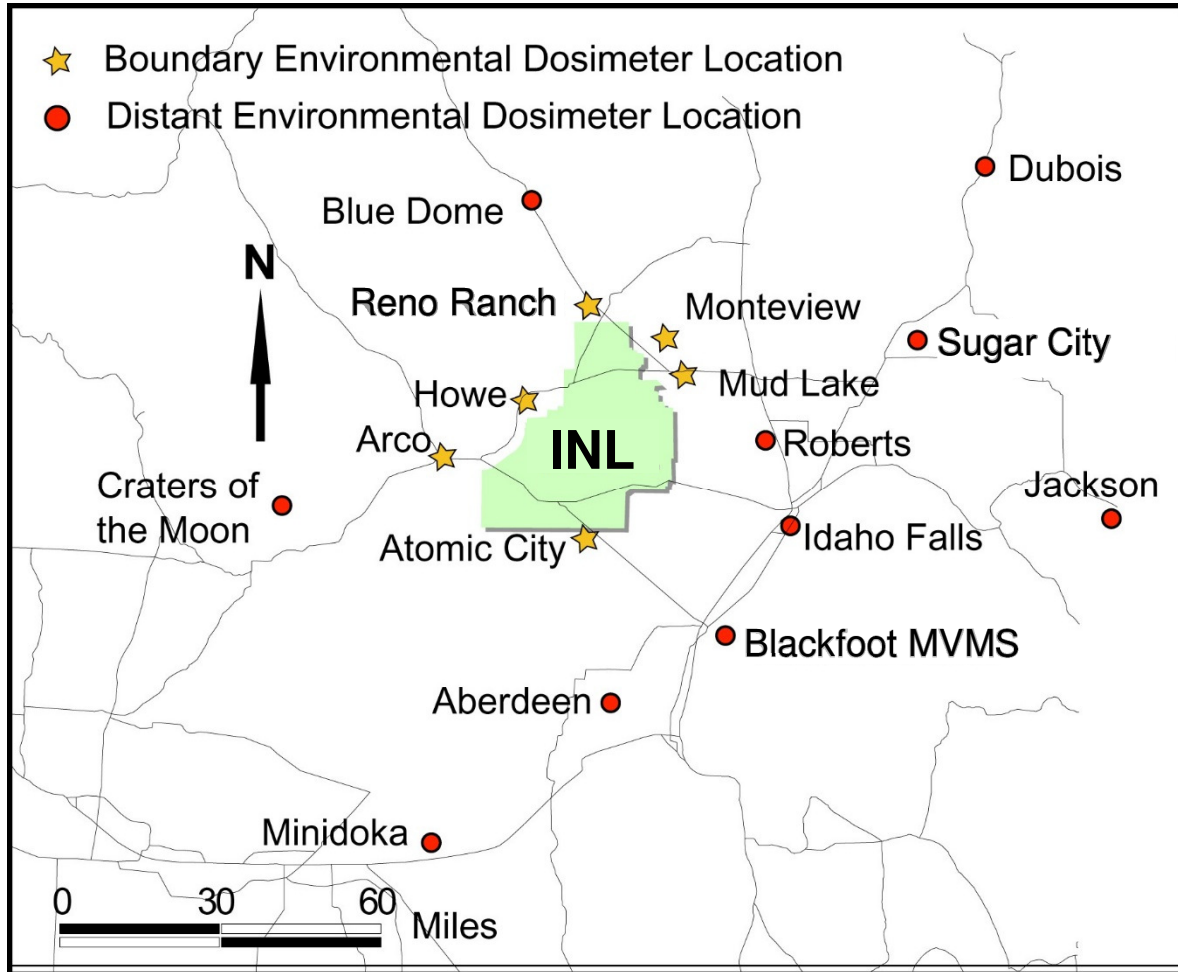 Boundary Environmental Dosimeter Location
Distant Environmental Dosimeter Location
Dubois
Blue Dome
N
Reno Ranch
Monteview
Sugar City
Howe
Mud Lake
Arco
INL
Roberts
Craters of
the Moon
Jackson
Atomic City
Idaho Falls
Blackfoot MVMS
Aberdeen
Minidoka
0 30 60
Miles